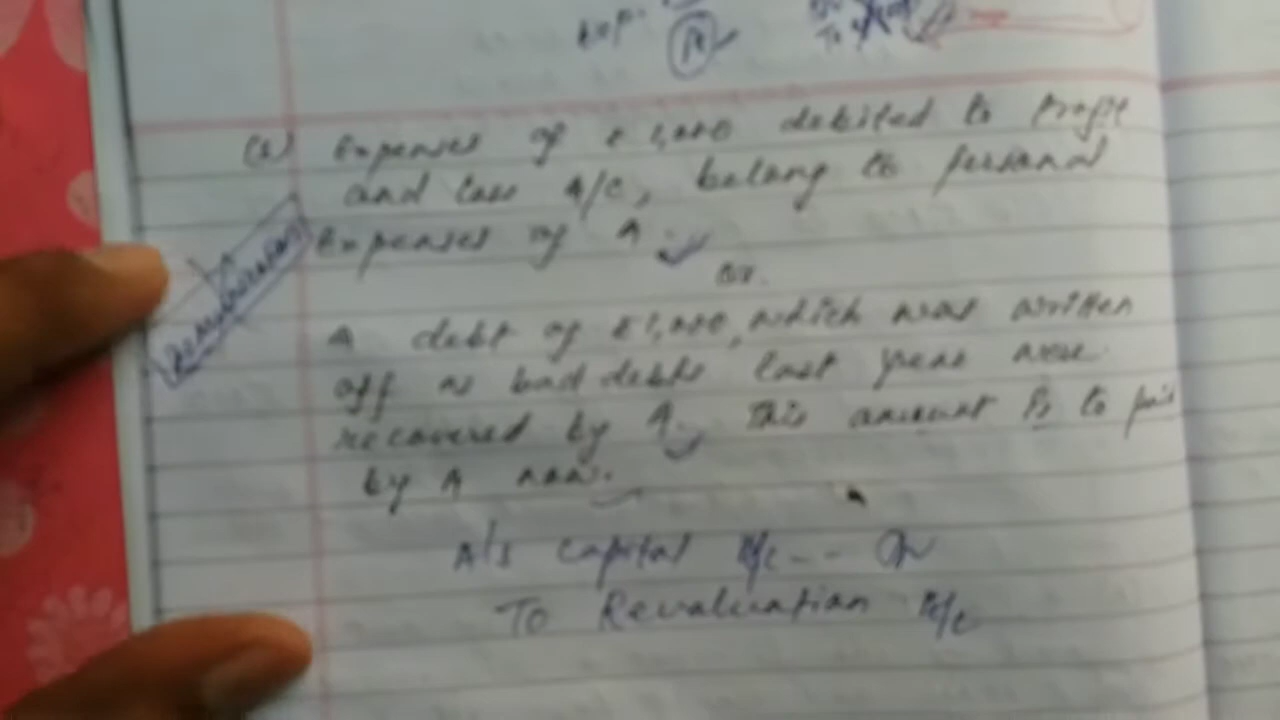 Expenses of ₹ 1,000 debited to Profit
and Loss A/C, belong to personal
Expenses of A.
or.
A debt of ₹1,000, which was written
off as bad debts last year were
recovered by A. This amount is to
by A now.
A's Capital A/c -- Dr
To Revaluation A/c